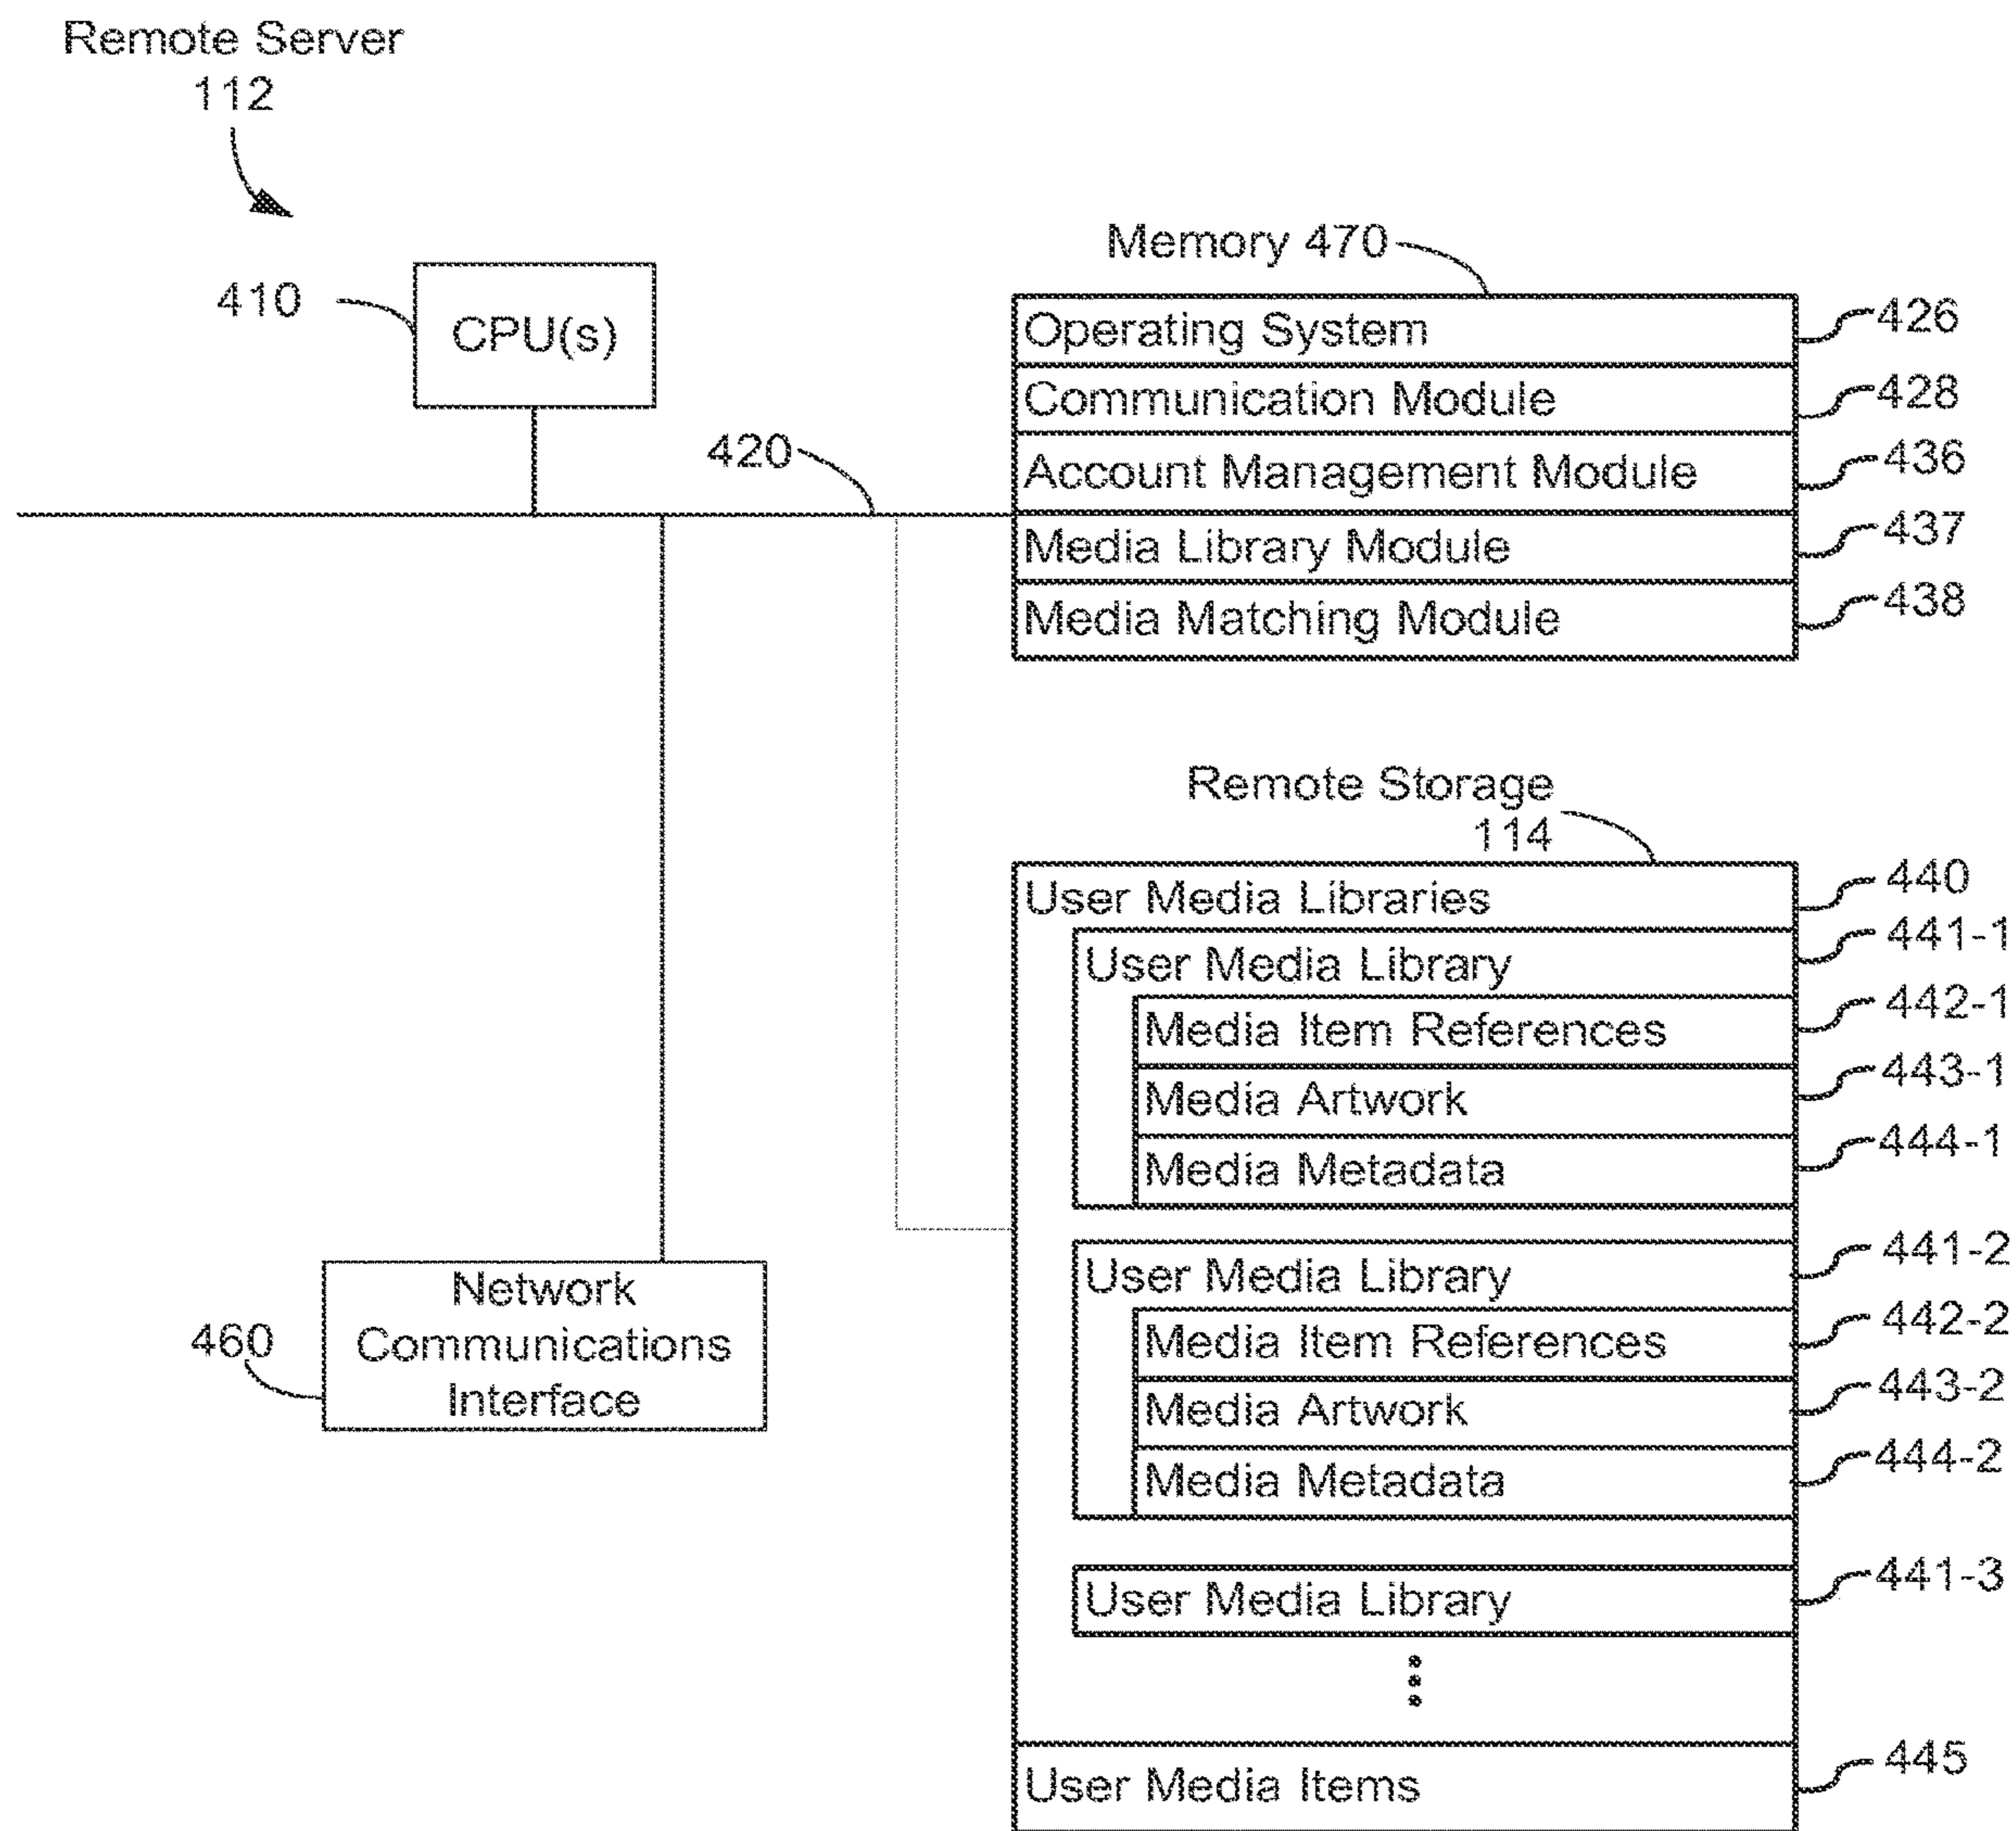 Remote Server
112
410
CPU(s)
420
Memory 470
Operating System 426
Communication Module 428
Account Management Module 436
Media Library Module 437
Media Matching Module 438
Remote Storage
114
User Media Libraries 440
User Media Library 441-1
Media Item References 442-1
Media Artwork 443-1
Media Metadata 444-1
User Media Library 441-2
Media Item References 442-2
Media Artwork 443-2
Media Metadata 444-2
User Media Library 441-3
User Media Items 445
460
Network
Communications
Interface